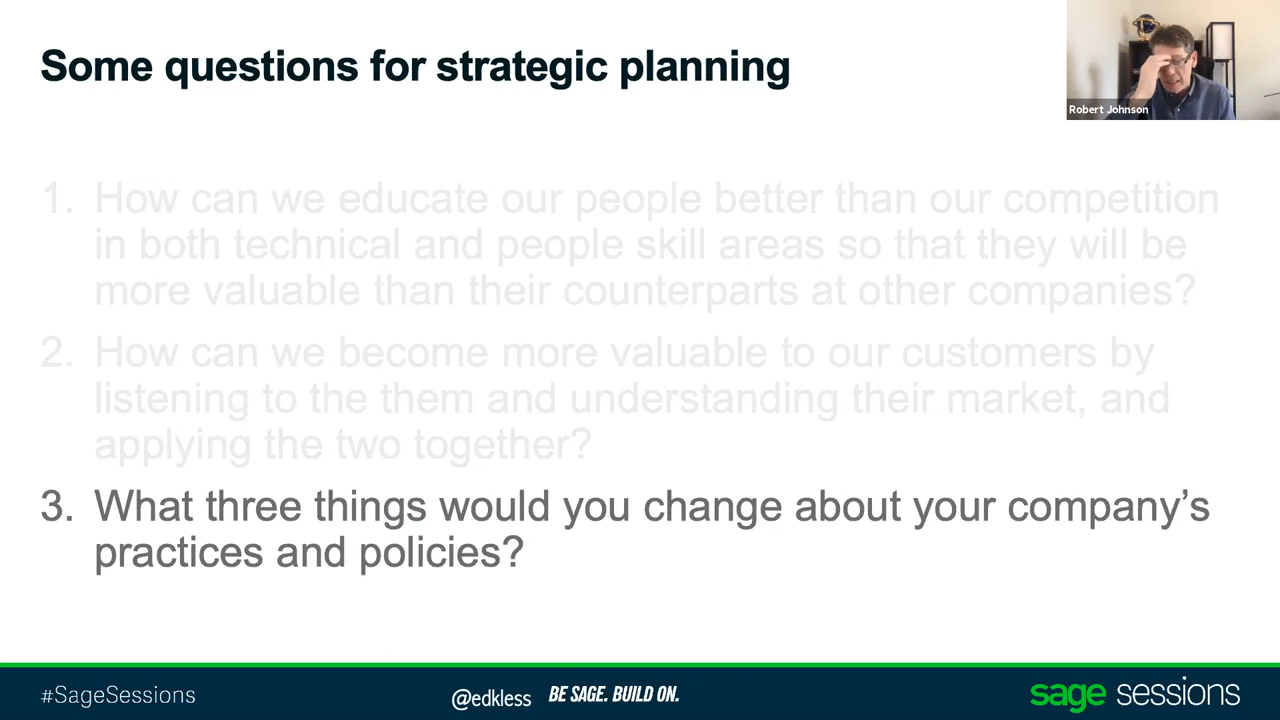 Some questions for strategic planning
Robert Johnson
1. How can we educate our people better than our competition
in both technical and people skill areas so that they will be
more valuable than their counterparts at other companies?
2. How can we become more valuable to our customers by
listening to the them and understanding their market, and
applying the two together?
3. What three things would you change about your company’s
practices and policies?
#SageSessions
@edkless
BE SAGE. BUILD ON.
sage sessions